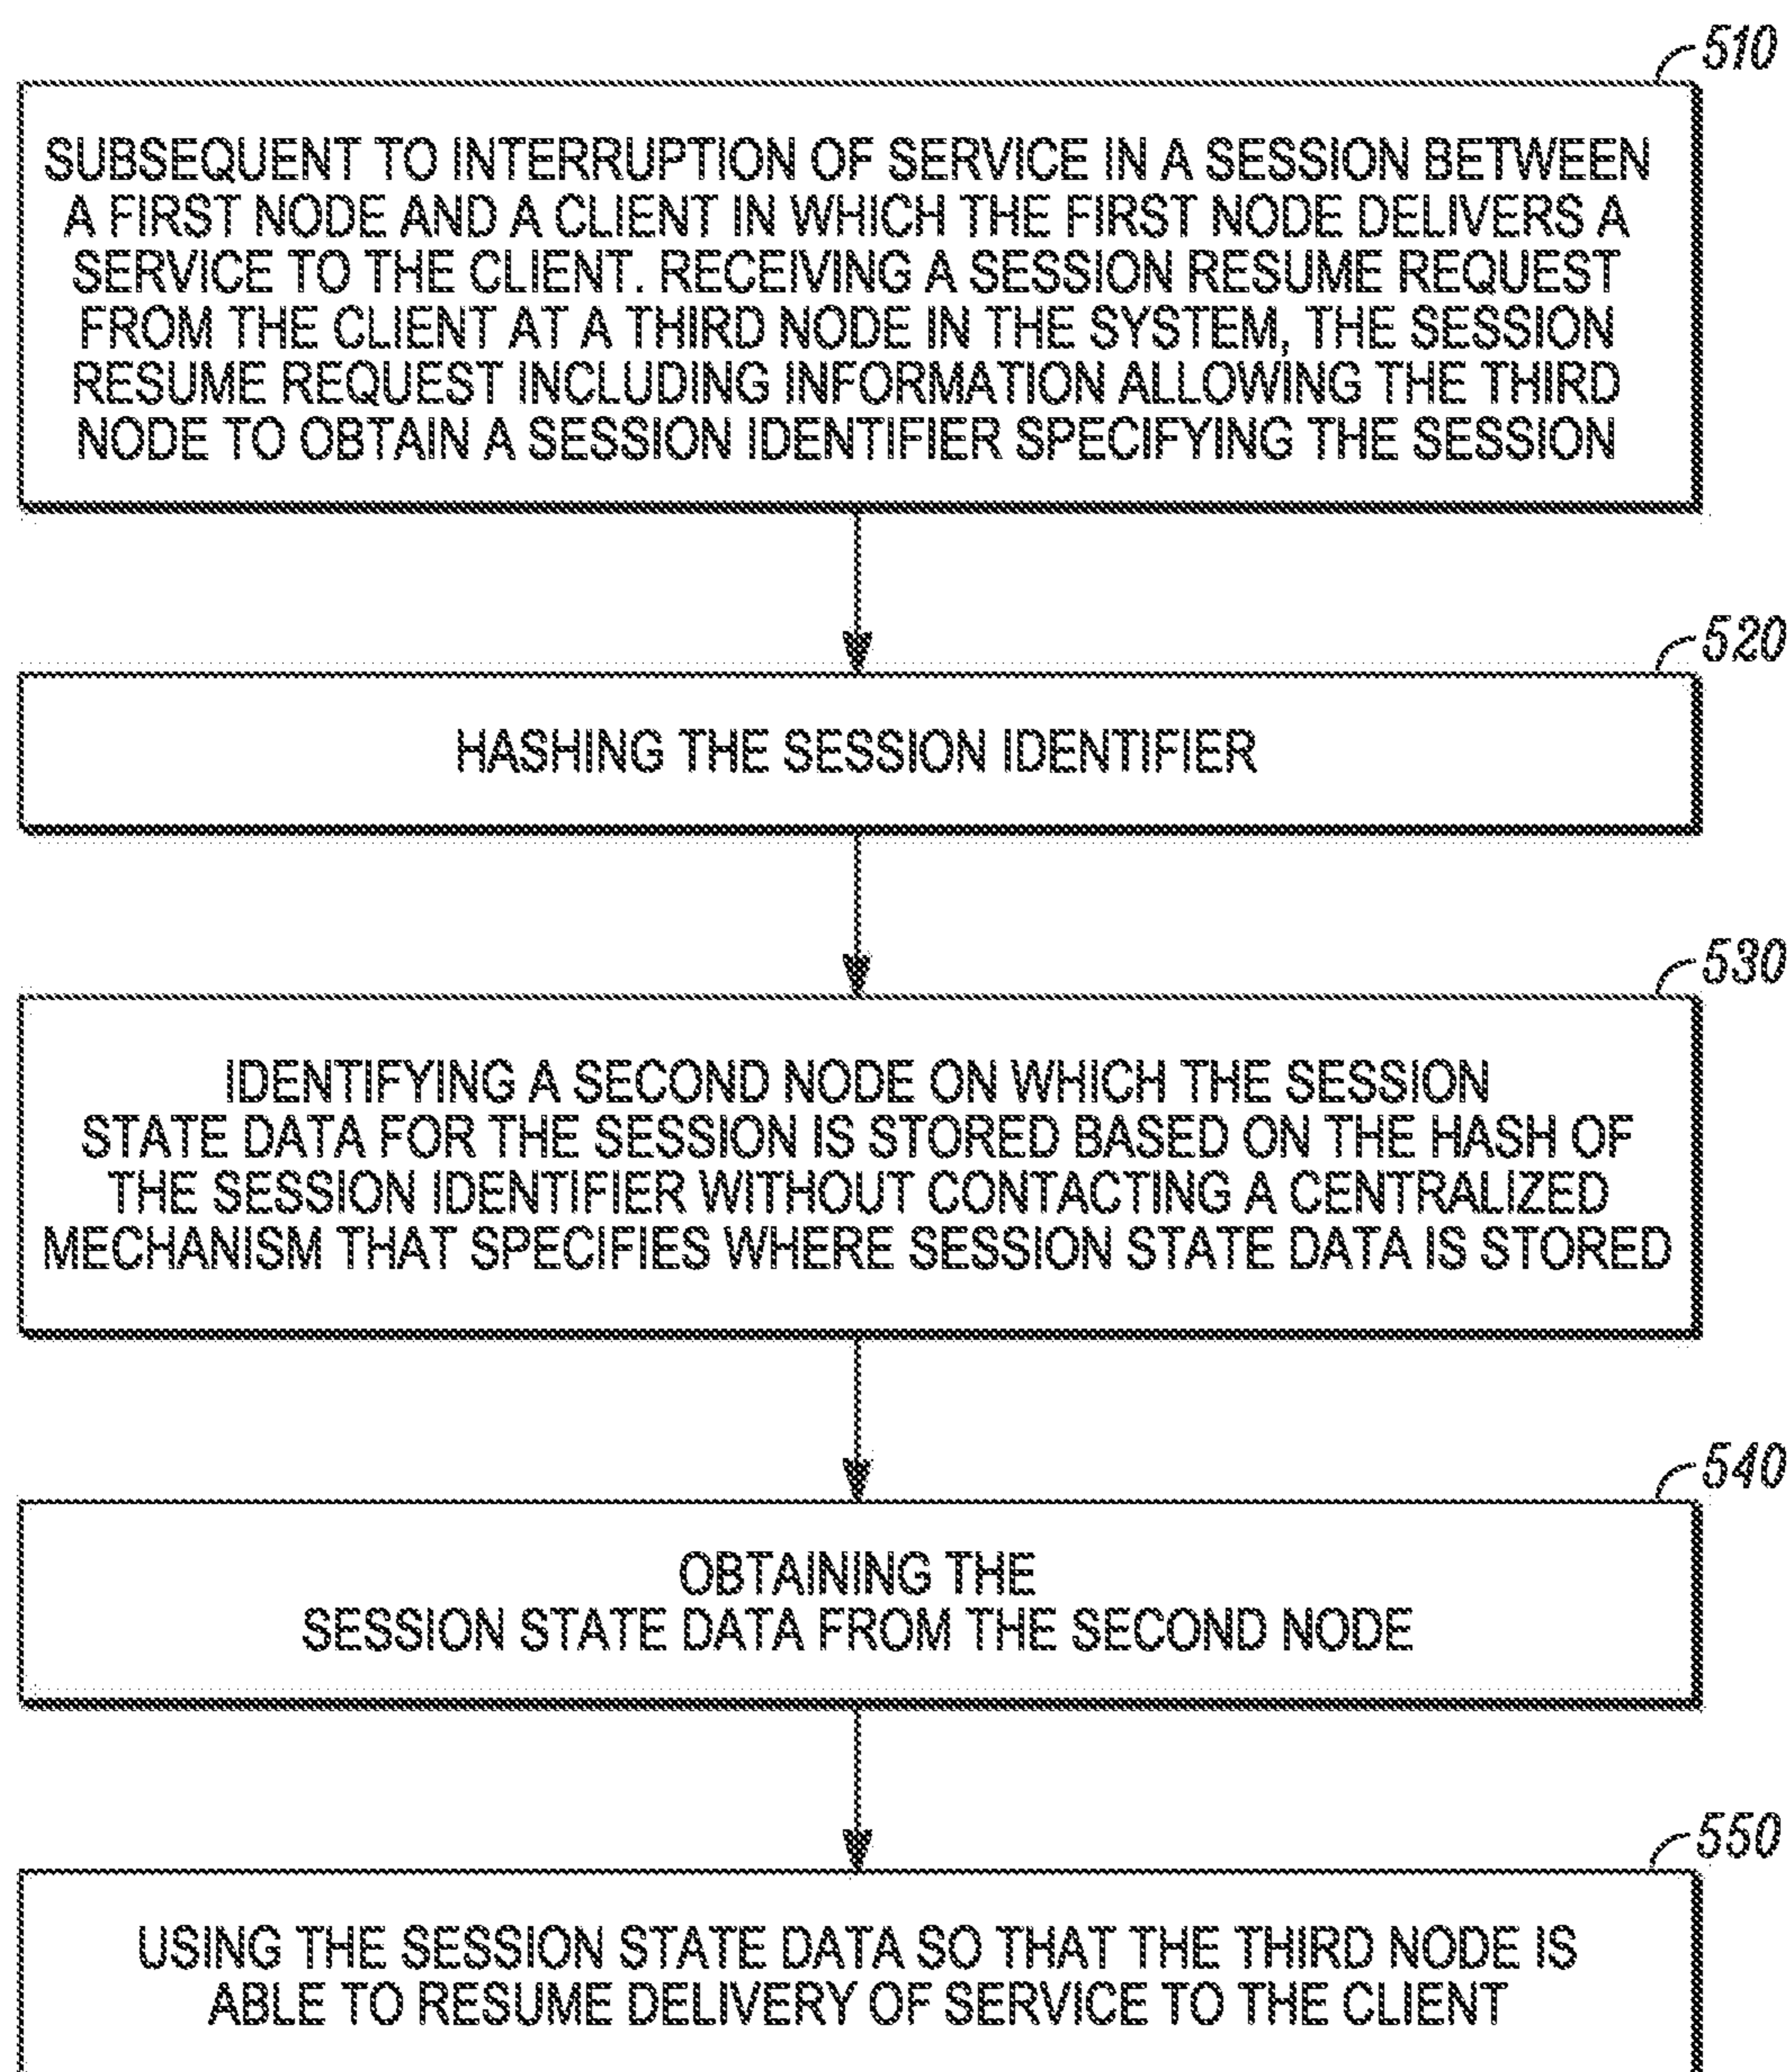 510
SUBSEQUENT TO INTERRUPTION OF SERVICE IN A SESSION BETWEEN
A FIRST NODE AND A CLIENT IN WHICH THE FIRST NODE DELIVERS A
SERVICE TO THE CLIENT. RECEIVING A SESSION RESUME REQUEST
FROM THE CLIENT AT A THIRD NODE IN THE SYSTEM, THE SESSION
RESUME REQUEST INCLUDING INFORMATION ALLOWING THE THIRD
NODE TO OBTAIN A SESSION IDENTIFIER SPECIFYING THE SESSION
520
HASHING THE SESSION IDENTIFIER
530
IDENTIFYING A SECOND NODE ON WHICH THE SESSION
STATE DATA FOR THE SESSION IS STORED BASED ON THE HASH OF
THE SESSION IDENTIFIER WITHOUT CONTACTING A CENTRALIZED
MECHANISM THAT SPECIFIES WHERE SESSION STATE DATA IS STORED
540
OBTAINING THE
SESSION STATE DATA FROM THE SECOND NODE
550
USING THE SESSION STATE DATA SO THAT THE THIRD NODE IS
ABLE TO RESUME DELIVERY OF SERVICE TO THE CLIENT